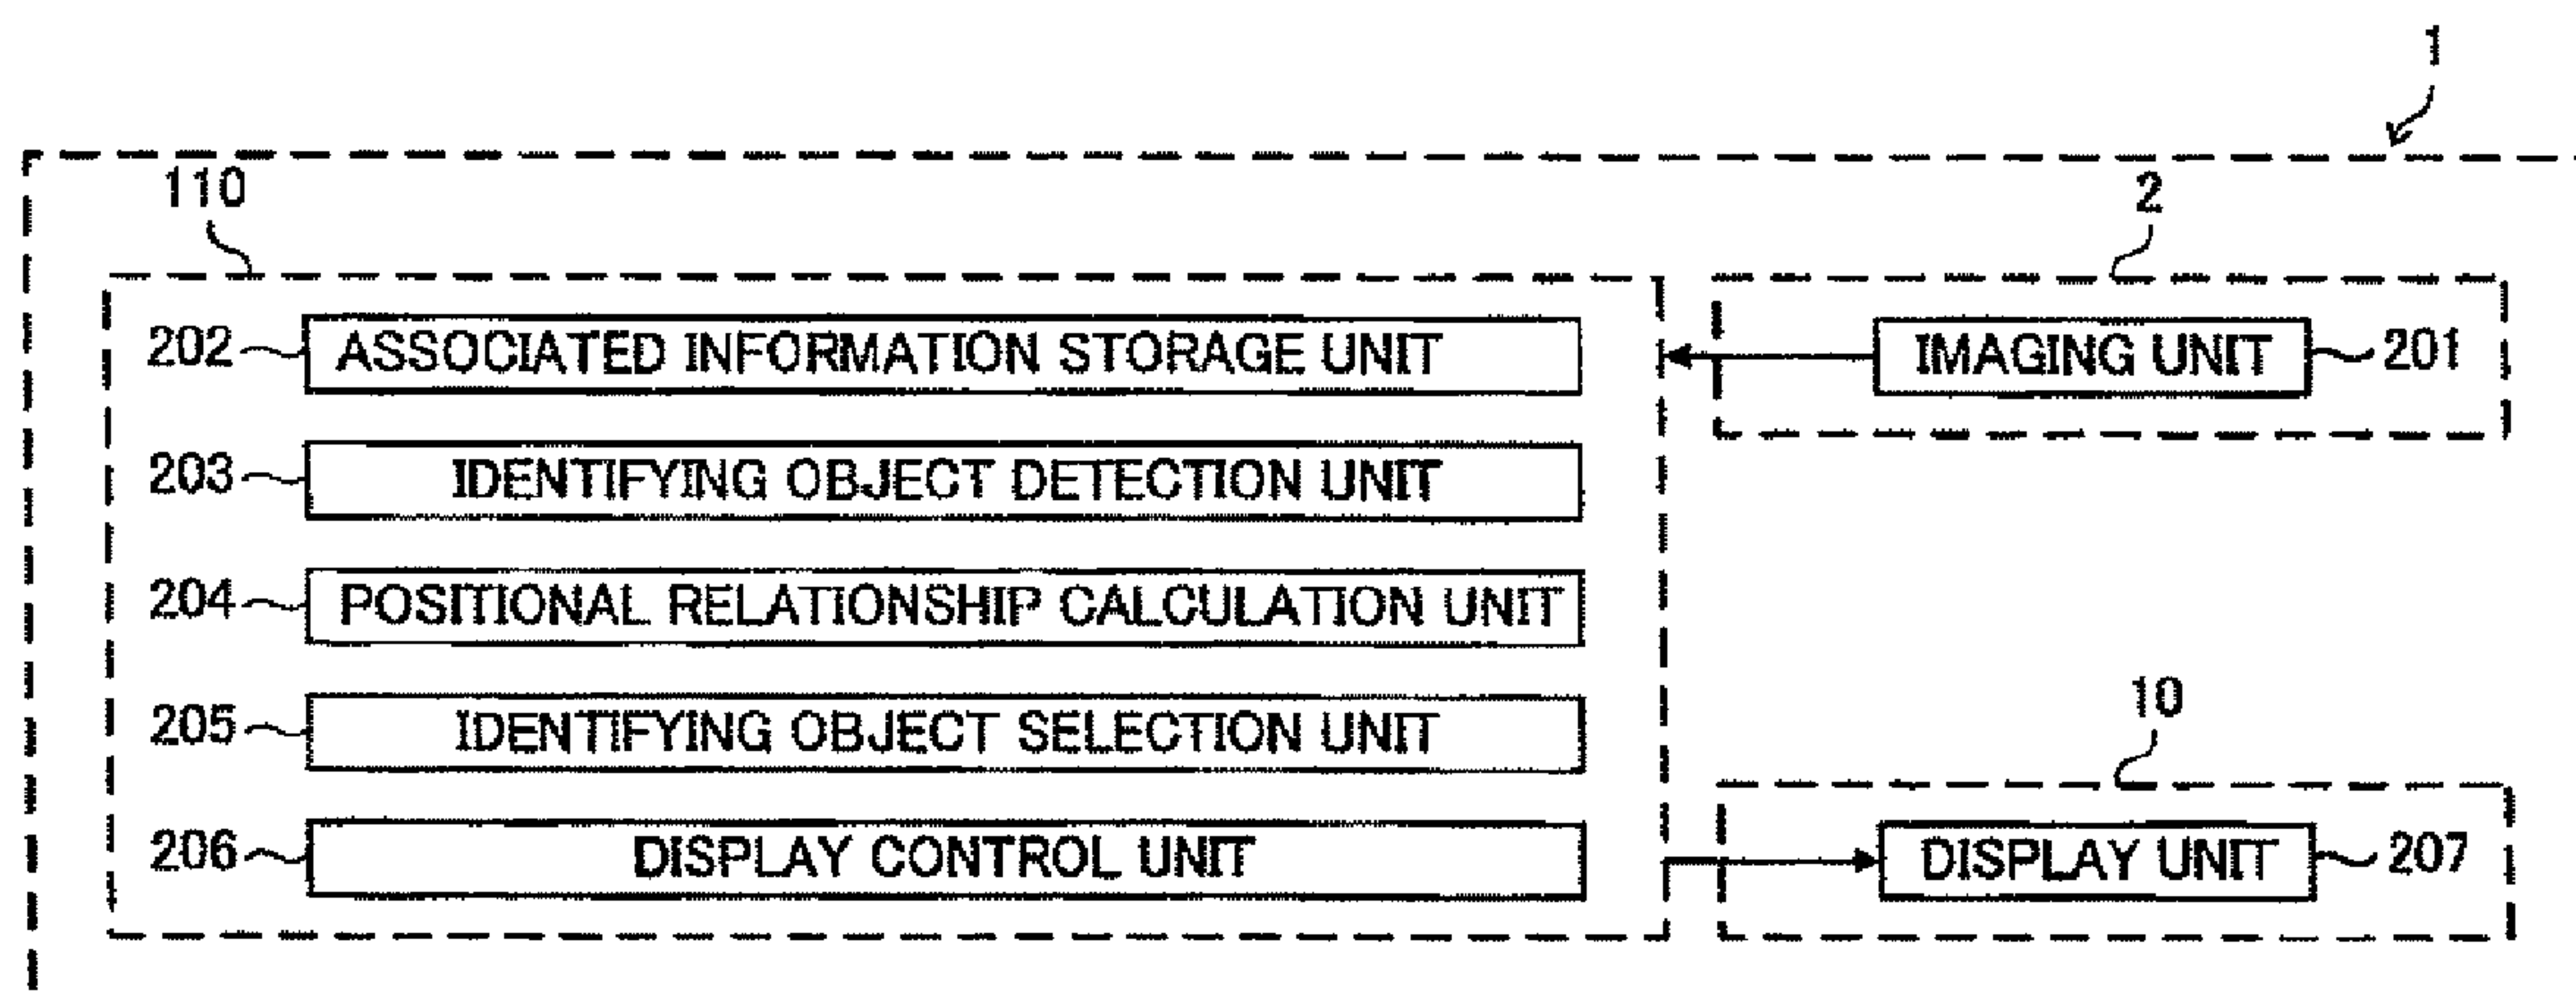 1
110
2
202 ASSOCIATED INFORMATION STORAGE UNIT
IMAGING UNIT 201
203 IDENTIFYING OBJECT DETECTION UNIT
204 POSITIONAL RELATIONSHIP CALCULATION UNIT
205 IDENTIFYING OBJECT SELECTION UNIT
10
206 DISPLAY CONTROL UNIT
DISPLAY UNIT 207